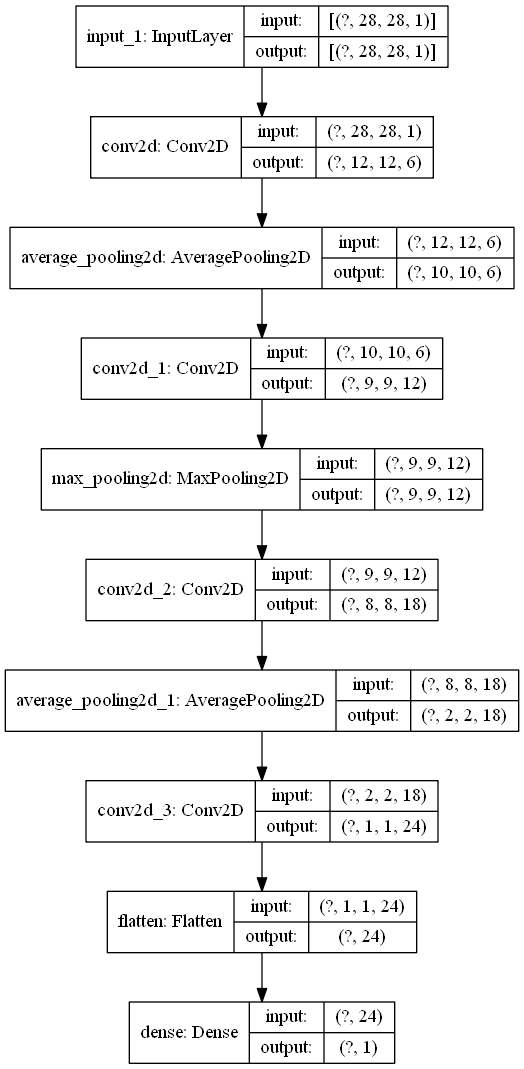 input_1: InputLayer
input: [(?, 28, 28, 1)]
output: [(?, 28, 28, 1)]
conv2d: Conv2D
input: (?, 28, 28, 1)
output: (?, 12, 12, 6)
average_pooling2d: AveragePooling2D
input: (?, 12, 12, 6)
output: (?, 10, 10, 6)
conv2d_1: Conv2D
input: (?, 10, 10, 6)
output: (?, 9, 9, 12)
max_pooling2d: MaxPooling2D
input: (?, 9, 9, 12)
output: (?, 9, 9, 12)
conv2d_2: Conv2D
input: (?, 9, 9, 12)
output: (?, 8, 8, 18)
average_pooling2d_1: AveragePooling2D
input: (?, 8, 8, 18)
output: (?, 2, 2, 18)
conv2d_3: Conv2D
input: (?, 2, 2, 18)
output: (?, 1, 1, 24)
flatten: Flatten
input: (?, 1, 1, 24)
output: (?, 24)
dense: Dense
input: (?, 24)
output: (?, 1)